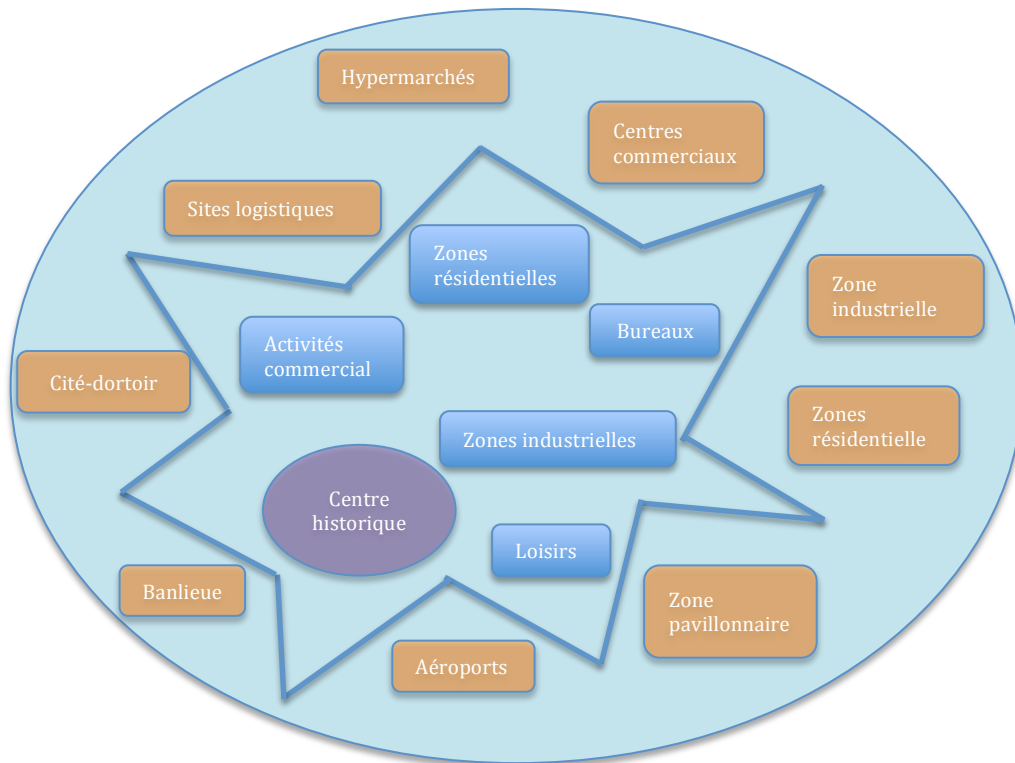 Hypermarchés
Centres
commerciaux
Sites logistiques
Zones
résidentielles
Zone
industrielle
Bureaux
Activités
commercial
Cité-dortoir
Zones
résidentielle
Zones industrielles
Centre
historique
Loisirs
Banlieue
Zone
pavillonnaire
Aéroports